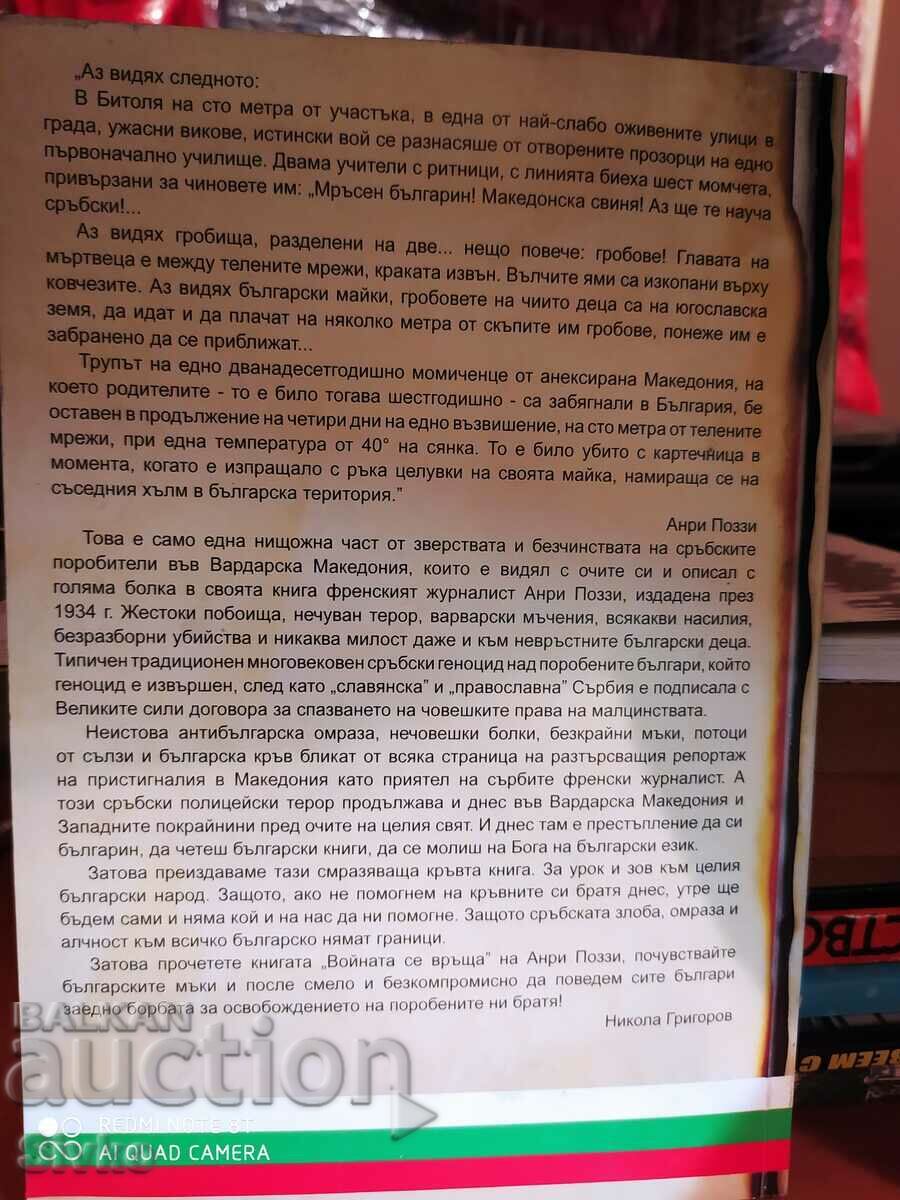 „Аз видях следното:
В Битоля на сто метра от участъка, в една от най-слабо оживените улици в
града, ужасни викове, истински вой се разнасяше от отворените прозорци на едно
първоначално училище. Двама учители с ритници, с линията биеха шест момчета,
привързани за чиновете им: „Мръсен българин! Македонска свиня! Аз ще те науча
сръбски!...
Аз видях гробища, разделени на две... нещо повече: гробове! Главата на
мъртвеца е между телените мрежи, краката извън. Вълчите ями са изкопани върху
ковчезите. Аз видях български майки, гробовете на чиито деца са на югославска
земя, да идат и да плачат на няколко метра от скъпите им гробове, понеже им е
забранено да се приближат...
Трупът на едно дванадесетгодишно момиченце от анексирана Македония, на
което родителите - то е било тогава шестгодишно - са забягнали в България, бе
оставен в продължение на четири дни на едно възвишение, на сто метра от телените
мрежи, при една температура от 40° на сянка. То е било убито с картечница в
момента, когато е изпращало с ръка целувки на своята майка, намираща се на
съседния хълм в българска територия.”
Анри Поззи
Това е само една нищожна част от зверствата и безчинствата на сръбските
поробители във Вардарска Македония, които е видял с очите си и описал с
голяма болка в своята книга френският журналист Анри Поззи, издадена през
1934 г. Жестоки побоища, нечуван терор, варварски мъчения, всякакви насилия,
безразборни убийства и никаква милост даже и към невръстните български деца.
Типичен традиционен многовековен сръбски геноцид над поробените българи, който
геноцид е извършен, след като „славянска” и „православна” Сърбия е подписала с
Великите сили договора за спазването на човешките права на малцинствата.
Неистова антибългарска омраза, нечовешки болки, безкрайни мъки, потоци
от сълзи и българска кръв бликат от всяка страница на разтърсващия репортаж
на пристигналия в Македония като приятел на сърбите френски журналист. А
този сръбски полицейски терор продължава и днес във Вардарска Македония и
Западните покрайнини пред очите на целия свят. И днес там е престъпление да си
българин, да четеш български книги, да се молиш на Бога на български език.
Затова преиздаваме тази смразяваща кръвта книга. За урок и зов към целия
български народ. Защото, ако не помогнем на кръвните си братя днес, утре ще
бъдем сами и няма кой и на нас да ни помогне. Защото сръбската злоба, омраза и
алчност към всичко българско нямат граници.
Затова прочетете книгата „Войната се връща” на Анри Поззи, почувствайте
българските мъки и после смело и безкомпромисно да поведем сите българи
заедно борбата за освобождението на поробените ни братя!
Никола Григоров
BALKAN
auction
REDMI NOTE 8T
AI QUAD CAMERA
СТВО
ВЕЕМ С